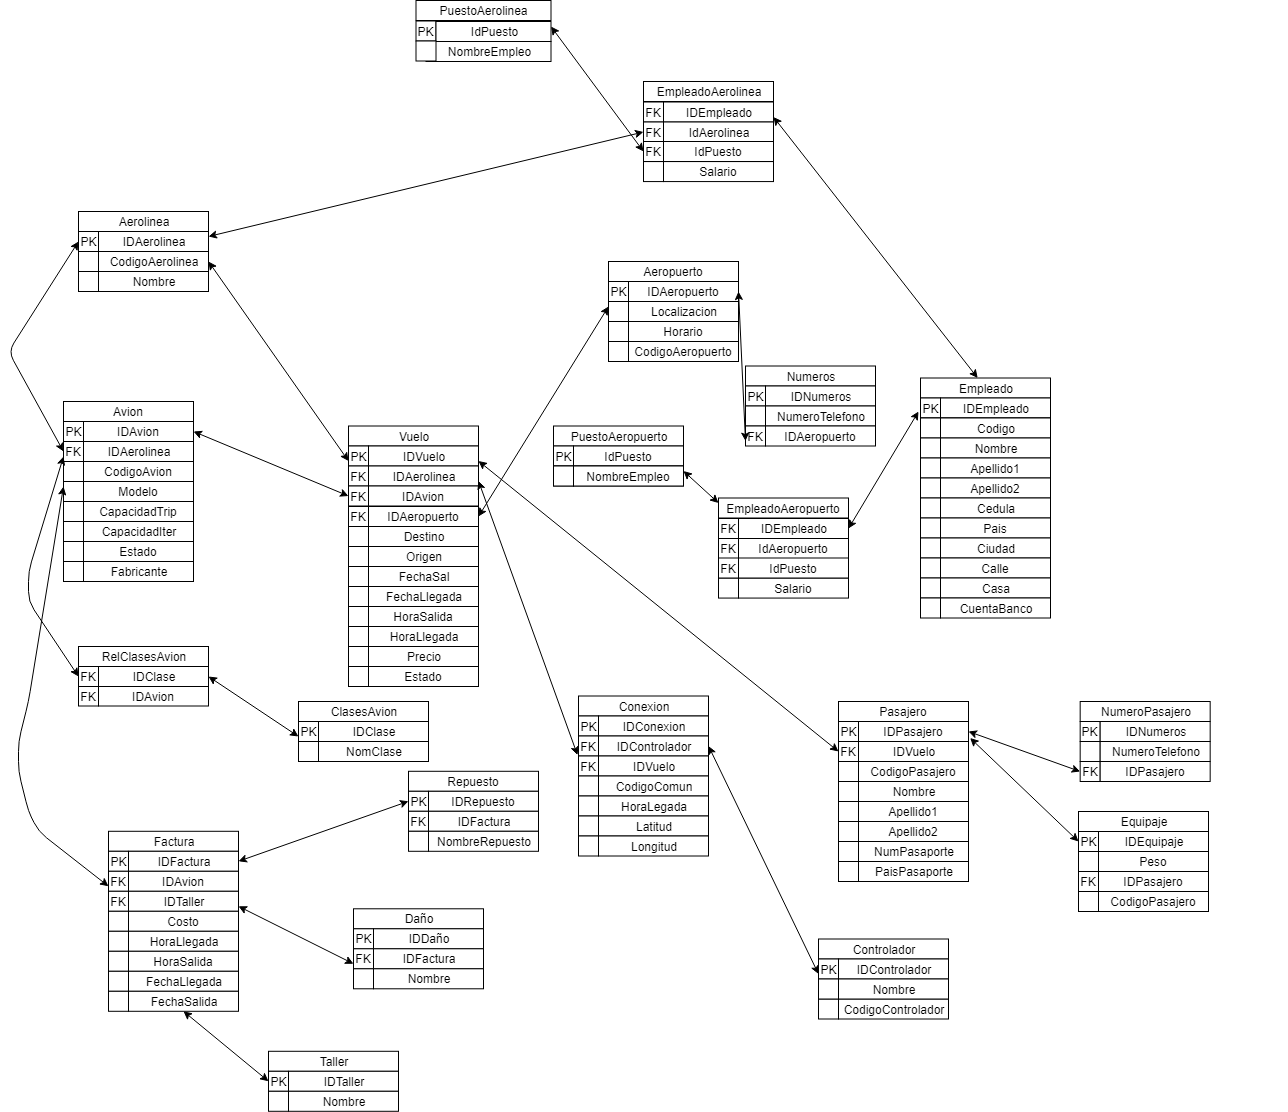 PuestoAerolinea
PK IdPuesto
NombreEmpleo
EmpleadoAerolinea
FK IDEmpleado
FK IdAerolinea
FK IdPuesto
Salario
Aerolinea
PK IDAerolinea
CodigoAerolinea
Nombre
Aeropuerto
PK IDAeropuerto
Localizacion
Horario
CodigoAeropuerto
Numeros
PK IDNumeros
NumeroTelefono
FK IDAeropuerto
Empleado
PK IDEmpleado
Codigo
Nombre
Apellido1
Apellido2
Cedula
Pais
Ciudad
Calle
Casa
CuentaBanco
Avion
PK IDAvion
FK IDAerolinea
CodigoAvion
Modelo
CapacidadTrip
CapacidadIter
Estado
Fabricante
Vuelo
PK IDVuelo
FK IDAerolinea
FK IDAvion
FK IDAeropuerto
Destino
Origen
FechaSal
FechaLlegada
HoraSalida
HoraLlegada
Precio
Estado
PuestoAeropuerto
PK IdPuesto
NombreEmpleo
EmpleadoAeropuerto
FK IDEmpleado
FK IdAeropuerto
FK IdPuesto
Salario
RelClasesAvion
FK IDClase
FK IDAvion
ClasesAvion
PK IDClase
NomClase
Conexion
PK IDConexion
FK IDControlador
FK IDVuelo
CodigoComun
HoraLegada
Latitud
Longitud
Pasajero
PK IDPasajero
FK IDVuelo
CodigoPasajero
Nombre
Apellido1
Apellido2
NumPasaporte
PaisPasaporte
NumeroPasajero
PK IDNumeros
NumeroTelefono
FK IDPasajero
Equipaje
PK IDEquipaje
Peso
FK IDPasajero
CodigoPasajero
Repuesto
PK IDRepuesto
FK IDFactura
NombreRepuesto
Factura
PK IDFactura
FK IDAvion
FK IDTaller
Costo
HoraLlegada
HoraSalida
FechaLlegada
FechaSalida
Daño
PK IDDaño
FK IDFactura
Nombre
Controlador
PK IDControlador
Nombre
CodigoControlador
Taller
PK IDTaller
Nombre